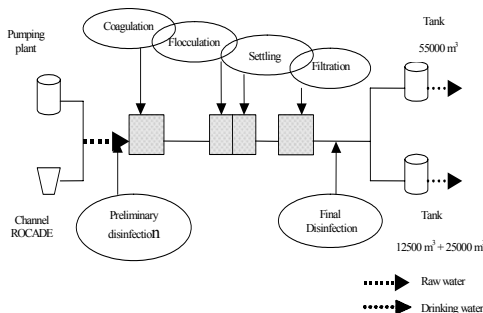 Pumping
plant
Coagulation
Flocculation
Settling
Filtration
Tank
55000 m³
Channel
ROCADE
Preliminary
disinfection
Final
Disinfection
Tank
12500 m³ + 25000 m³
Raw water
Drinking water